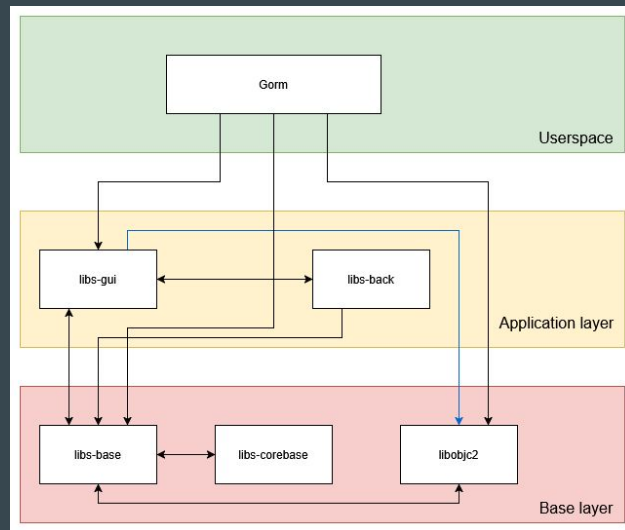 Gorm
Userspace
libs-gui
libs-back
Application layer
libs-base
libs-corebase
libobjc2
Base layer